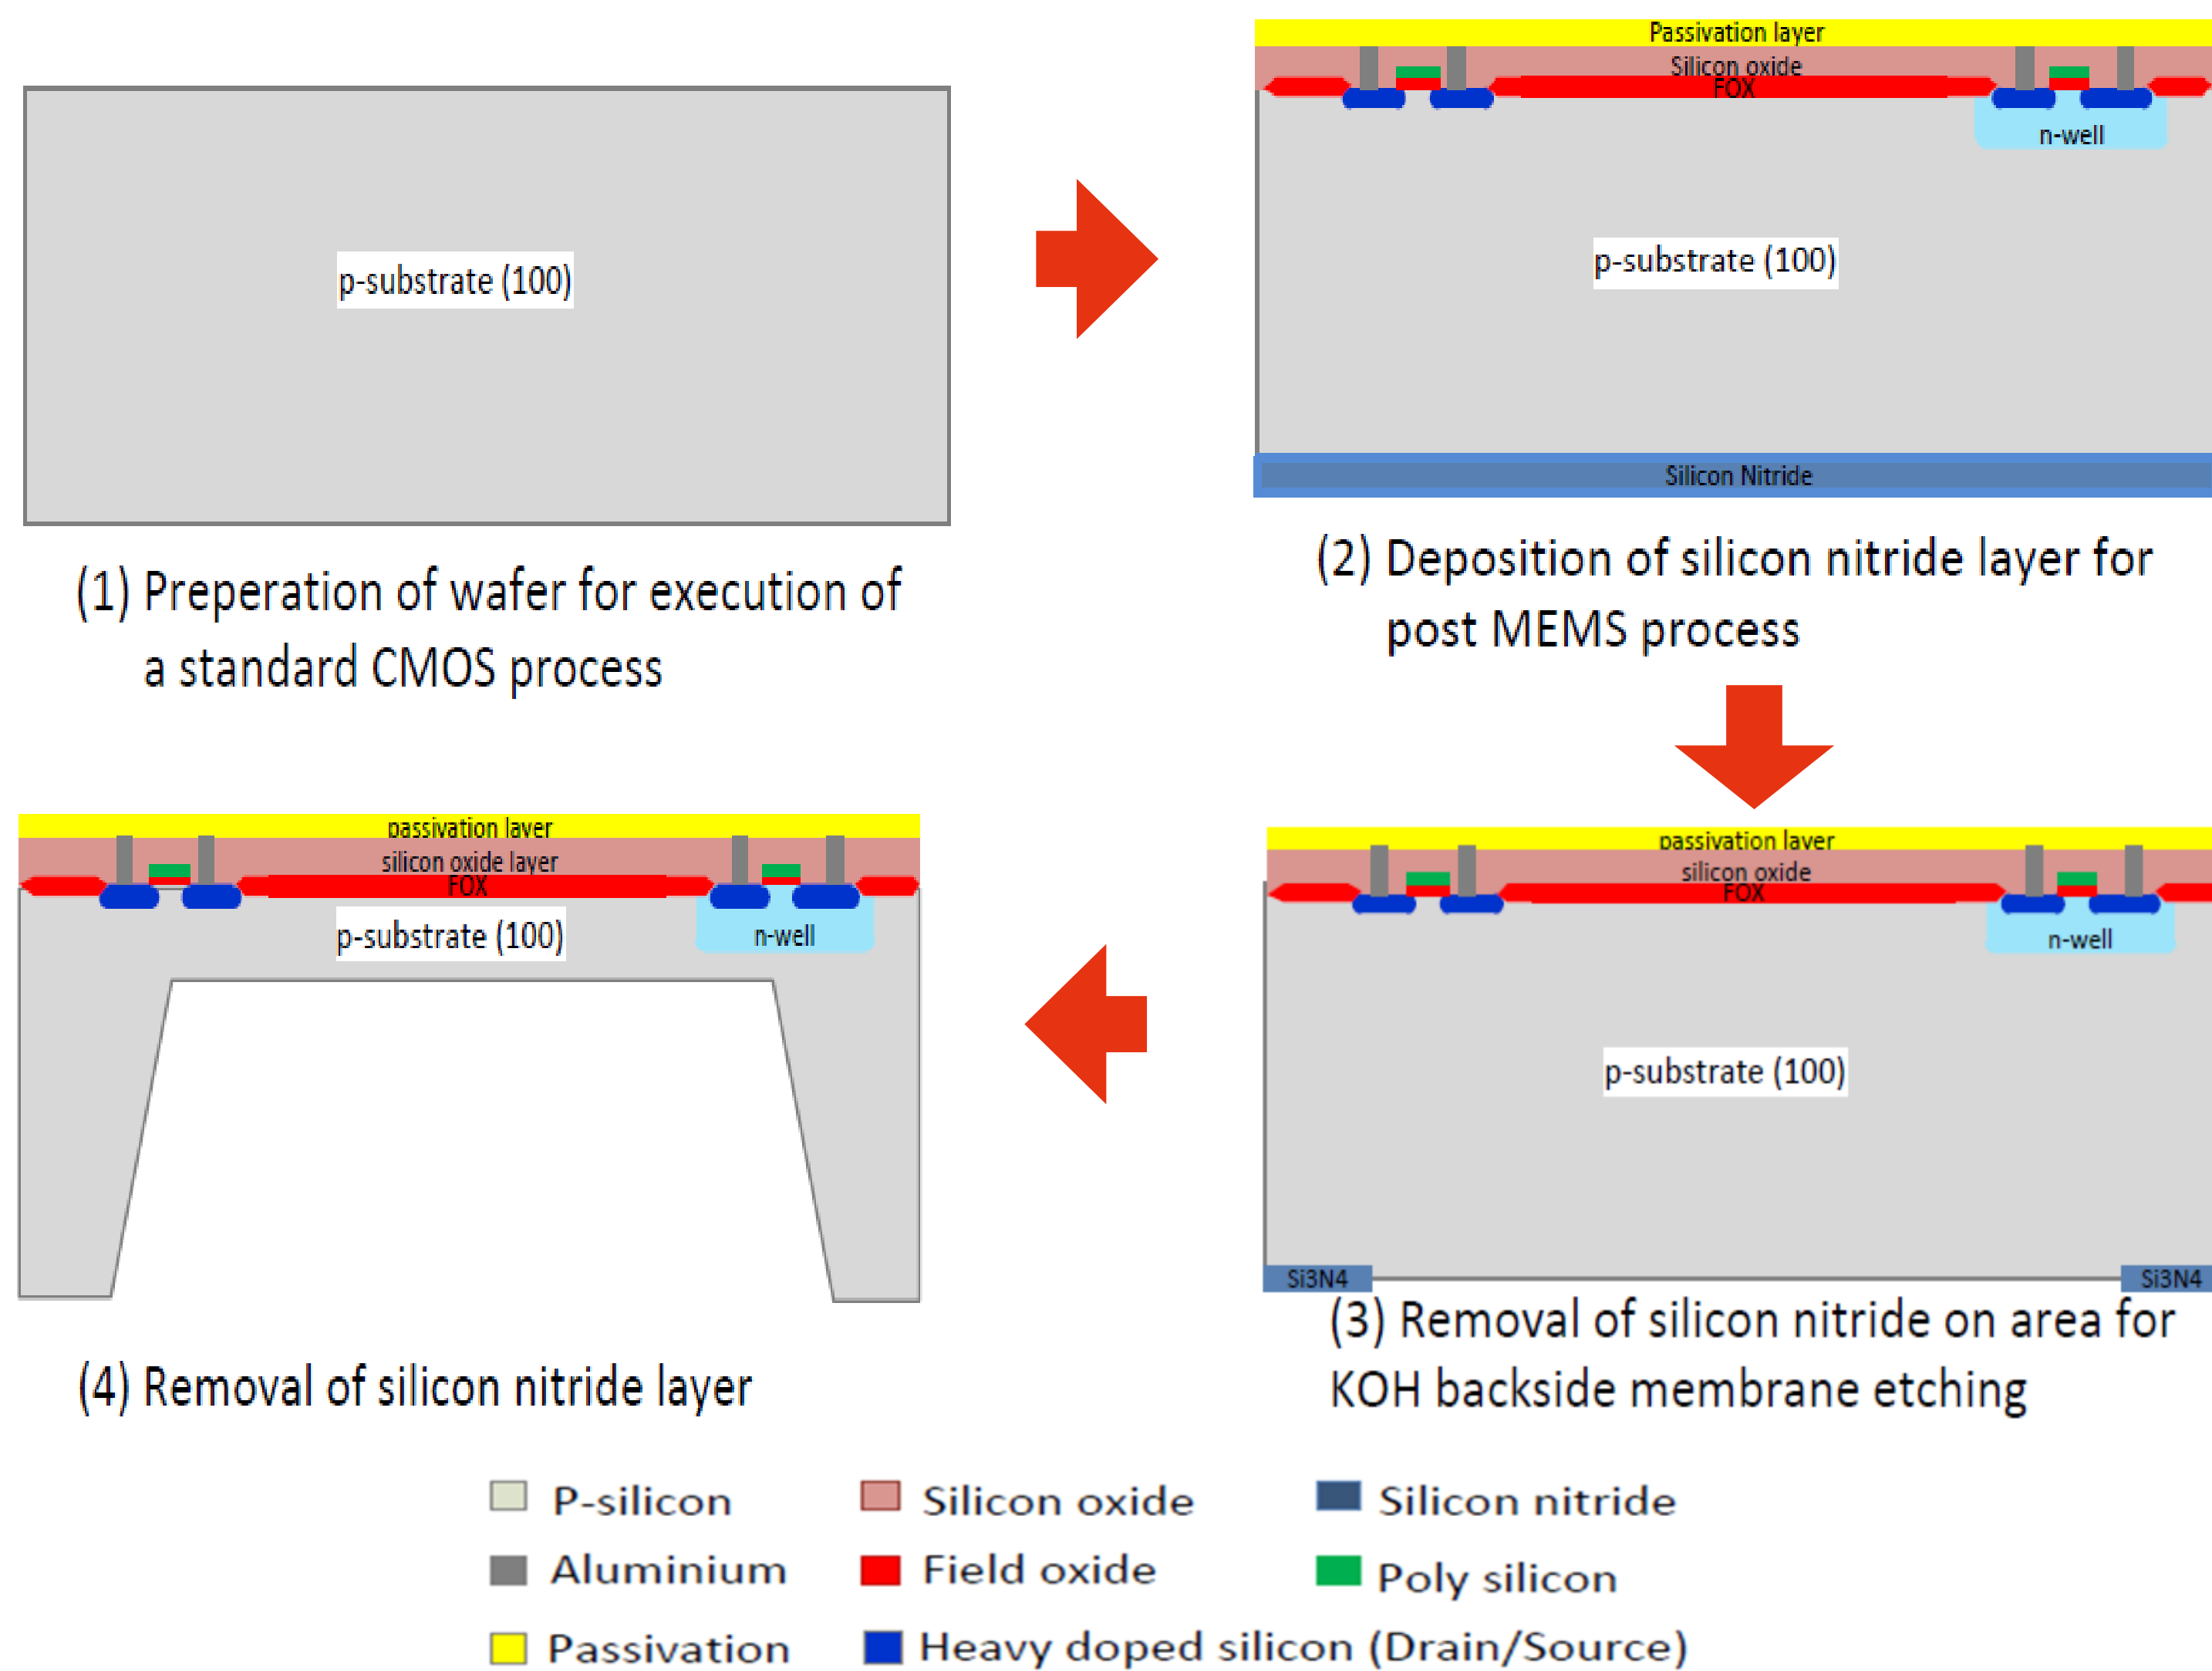 p-substrate (100)
(1) Preperation of wafer for execution of
a standard CMOS process
Passivation layer
Silicon oxide
FOX
n-well
p-substrate (100)
Silicon Nitride
(2) Deposition of silicon nitride layer for
post MEMS process
passivation layer
silicon oxide
FOX
n-well
p-substrate (100)
Si3N4
Si3N4
(3) Removal of silicon nitride on area for
KOH backside membrane etching
passivation layer
silicon oxide layer
FOX
p-substrate (100)
n-well
(4) Removal of silicon nitride layer
P-silicon
Silicon oxide
Silicon nitride
Aluminium
Field oxide
Poly silicon
Passivation
Heavy doped silicon (Drain/Source)